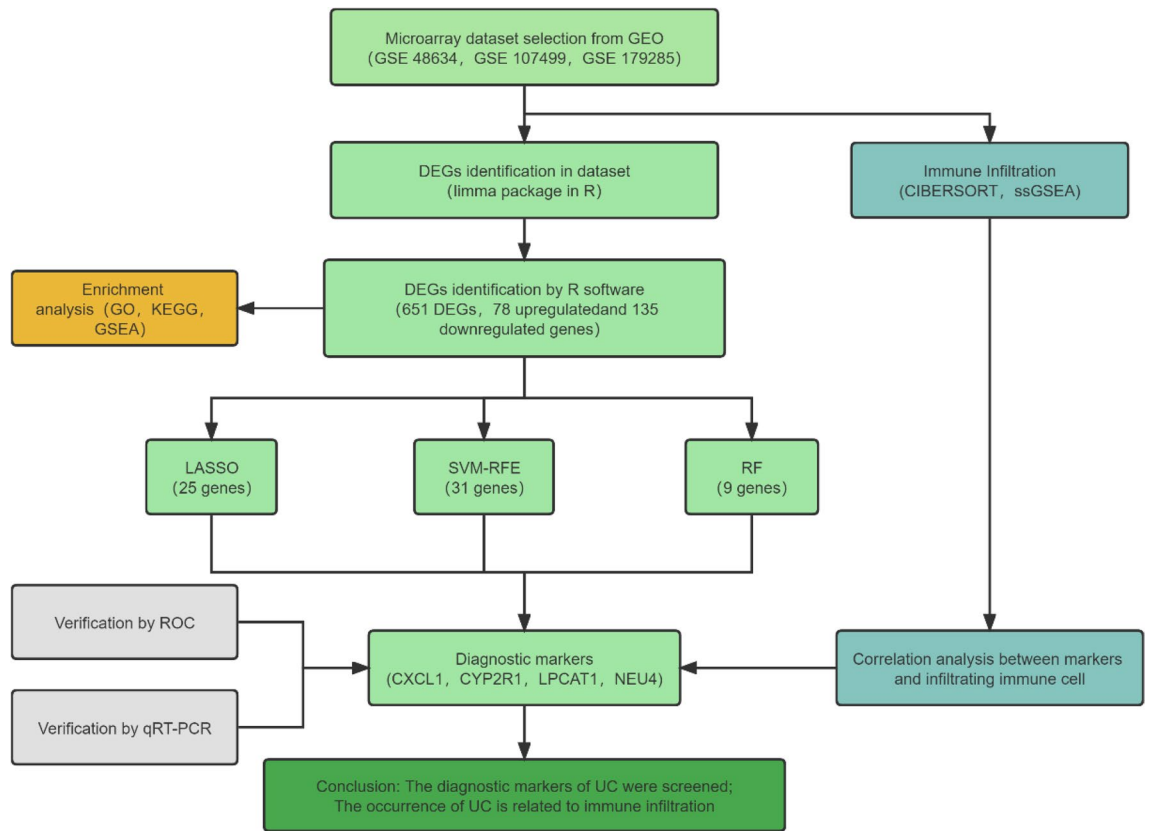 Microarray dataset selection from GEO
(GSE 48634, GSE 107499, GSE 179285)
DEGs identification in dataset
(limma package in R)
Immune Infiltration
(CIBERSORT, ssGSEA)
Enrichment
analysis (GO, KEGG,
GSEA)
DEGs identification by R software
(651 DEGs, 78 upregulatedand 135
downregulated genes)
LASSO
(25 genes)
SVM-RFE
(31 genes)
RF
(9 genes)
Verification by ROC
Verification by qRT-PCR
Diagnostic markers
(CXCL1, CYP2R1, LPCAT1, NEU4)
Correlation analysis between markers
and infiltrating immune cell
Conclusion: The diagnostic markers of UC were screened;
The occurrence of UC is related to immune infiltration